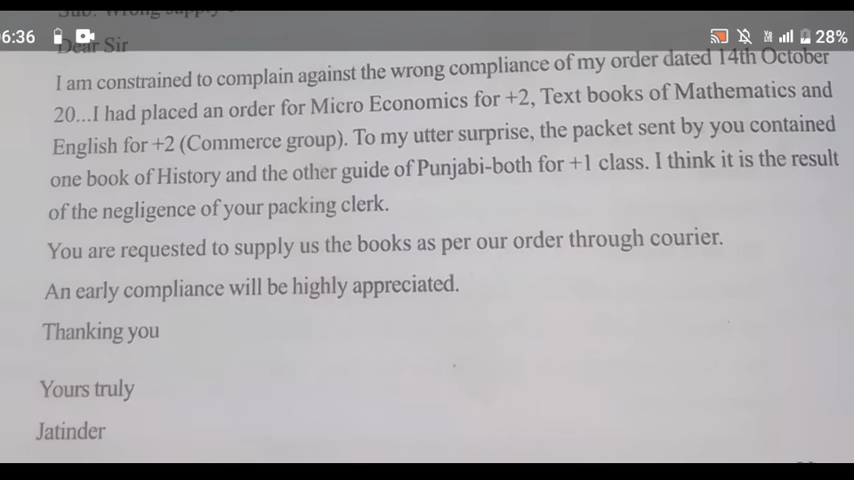 Sub: Wrong supply
6:36
28%
Dear Sir
I am constrained to complain against the wrong compliance of my order dated 14th October
20...I had placed an order for Micro Economics for +2, Text books of Mathematics and
English for +2 (Commerce group). To my utter surprise, the packet sent by you contained
one book of History and the other guide of Punjabi-both for +1 class. I think it is the result
of the negligence of your packing clerk.
You are requested to supply us the books as per our order through courier.
An early compliance will be highly appreciated.
Thanking you
Yours truly
Jatinder